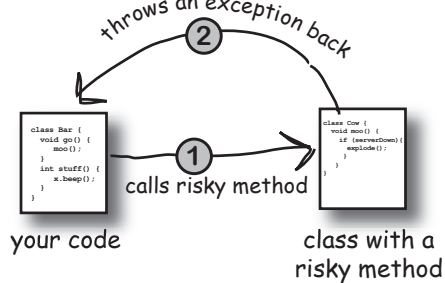 throws an exception back
2
class Bar {
void go() {
moo();
}
int stuff() {
x.beep();
}
}
1
calls risky method
class Cow {
void moo() {
if (serverDown){
explode();
}
}
}
your code
class with a
risky method